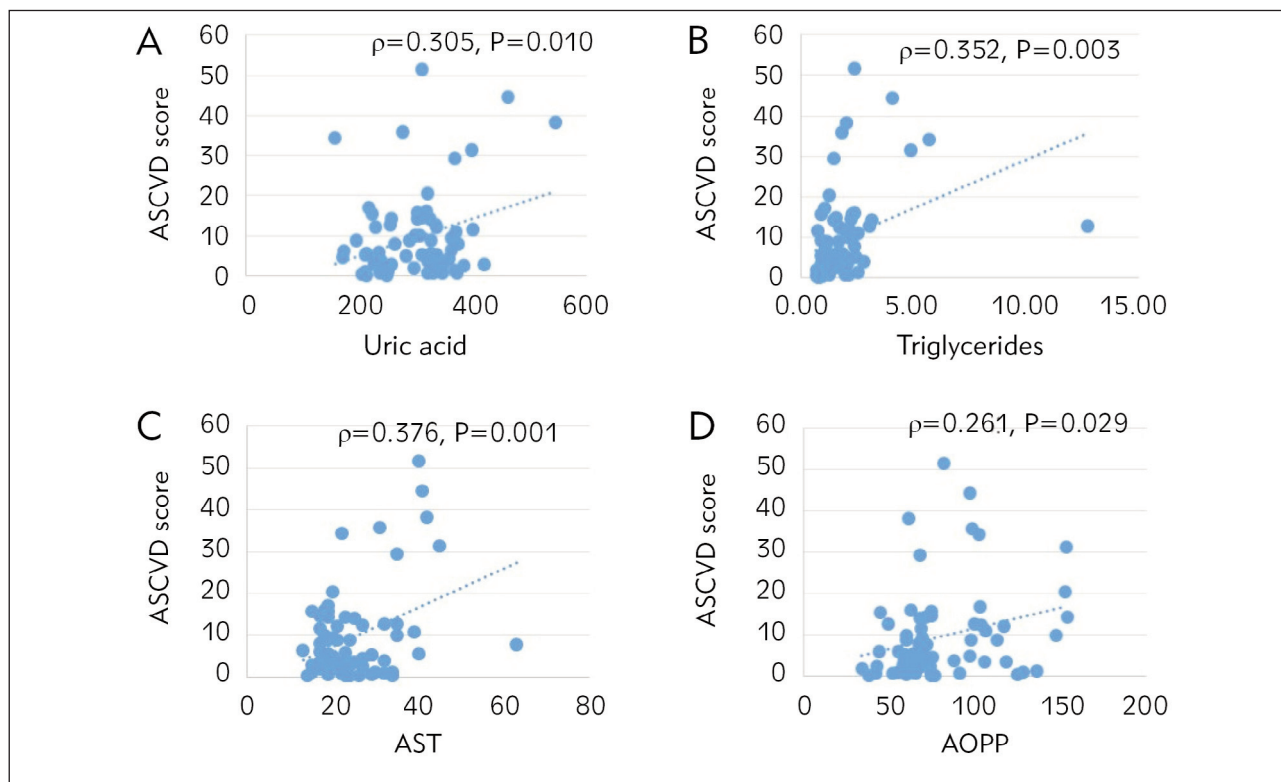 A
ρ=0.305, P=0.010
60
50
40
30
20
10
0
ASCVD score
0 200 400 600
Uric acid
B
ρ=0.352, P=0.003
60
50
40
30
20
10
0
ASCVD score
0.00 5.00 10.00 15.00
Triglycerides
C
ρ=0.376, P=0.001
60
50
40
30
20
10
0
ASCVD score
0 20 40 60 80
AST
D
ρ=0.261, P=0.029
60
50
40
30
20
10
0
ASCVD score
0 50 100 150 200
AOPP